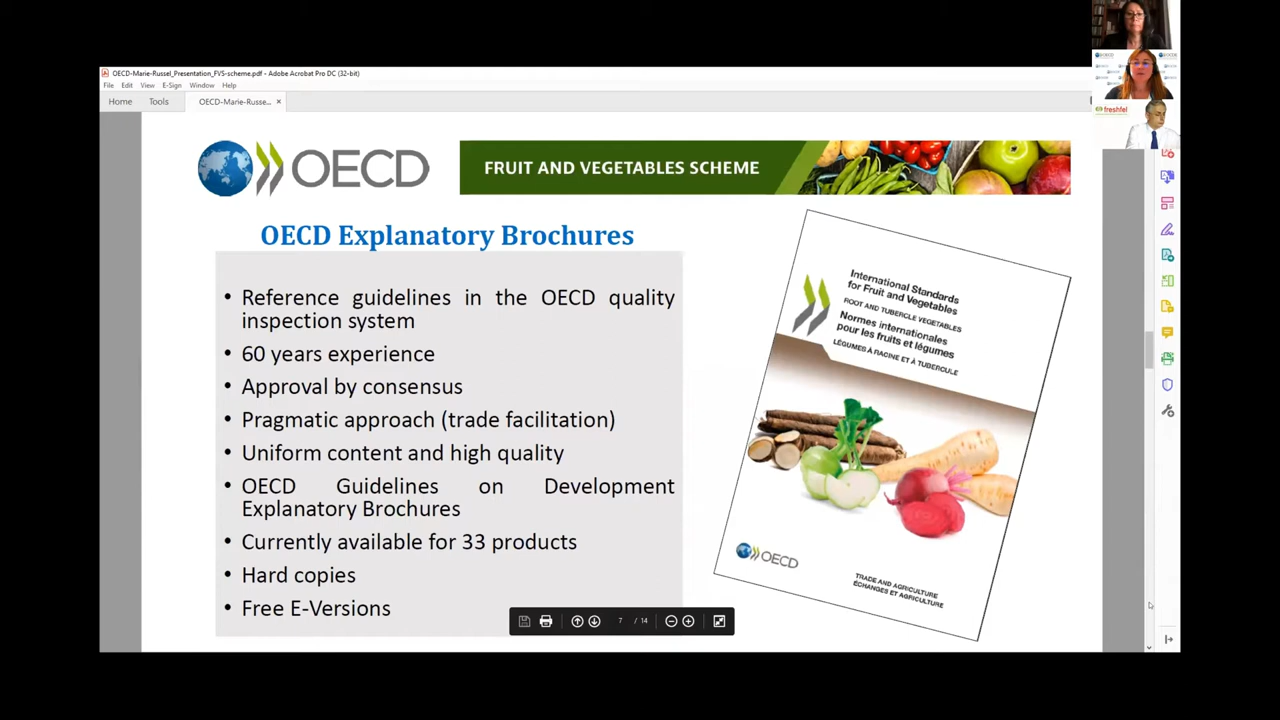 OECD-Marie-Russel_Presentation_FVS-scheme.pdf - Adobe Acrobat Pro DC (32-bit)
File Edit View E-Sign Window Help
Home Tools OECD-Marie-Russe... ×
freshfel
OECD
FRUIT AND VEGETABLES SCHEME
OECD Explanatory Brochures
• Reference guidelines in the OECD quality
inspection system
• 60 years experience
• Approval by consensus
• Pragmatic approach (trade facilitation)
• Uniform content and high quality
• OECD Guidelines on Development
Explanatory Brochures
• Currently available for 33 products
• Hard copies
• Free E-Versions
International Standards
for Fruit and Vegetables
ROOT AND TUBERCLE VEGETABLES
Normes internationales
pour les fruits et légumes
LÉGUMES À RACINE ET À TUBERCULE
OECD
TRADE AND AGRICULTURE
ÉCHANGES ET AGRICULTURE
7 / 14